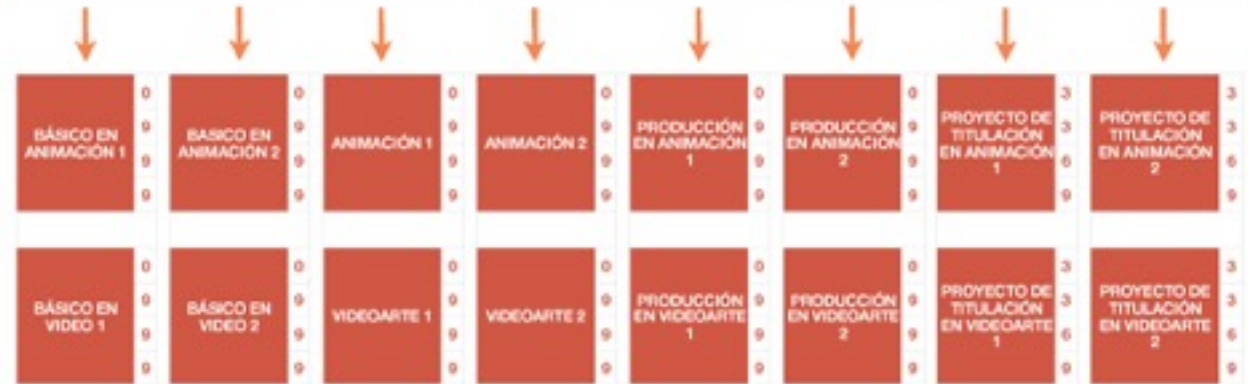 BÁSICO EN
ANIMACIÓN 1
0
9
9
9
BASICO EN
ANIMACIÓN 2
0
9
9
9
ANIMACIÓN 1
0
9
9
9
ANIMACIÓN 2
0
9
9
9
PRODUCCIÓN
EN ANIMACIÓN
1
0
9
9
9
PRODUCCIÓN
EN ANIMACIÓN
2
0
9
9
9
PROYECTO DE
TITULACIÓN
EN ANIMACIÓN
1
3
3
6
9
PROYECTO DE
TITULACIÓN
EN ANIMACIÓN
2
3
3
6
9
BÁSICO EN
VIDEO 1
0
9
9
9
BÁSICO EN
VIDEO 2
0
9
9
9
VIDEOARTE 1
0
9
9
9
VIDEOARTE 2
0
9
9
9
PRODUCCIÓN
EN VIDEOARTE
1
0
9
9
9
PRODUCCIÓN
EN VIDEOARTE
2
0
9
9
9
PROYECTO DE
TITULACIÓN
EN VIDEOARTE
1
3
3
6
9
PROYECTO DE
TITULACIÓN
EN VIDEOARTE
2
3
3
6
9